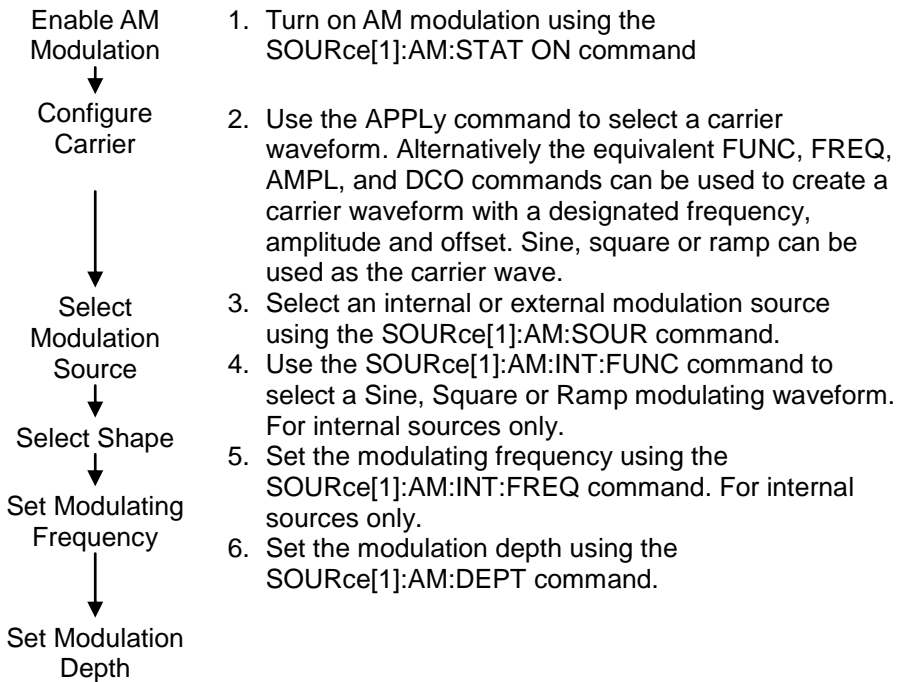 Enable AM
Modulation
1. Turn on AM modulation using the
SOURce[1]:AM:STAT ON command
Configure
Carrier
2. Use the APPLy command to select a carrier
waveform. Alternatively the equivalent FUNC, FREQ,
AMPL, and DCO commands can be used to create a
carrier waveform with a designated frequency,
amplitude and offset. Sine, square or ramp can be
used as the carrier wave.
Select
Modulation
Source
3. Select an internal or external modulation source
using the SOURce[1]:AM:SOUR command.
4. Use the SOURce[1]:AM:INT:FUNC command to
select a Sine, Square or Ramp modulating waveform.
For internal sources only.
Select Shape
5. Set the modulating frequency using the
SOURce[1]:AM:INT:FREQ command. For internal
sources only.
Set Modulating
Frequency
6. Set the modulation depth using the
SOURce[1]:AM:DEPT command.
Set Modulation
Depth